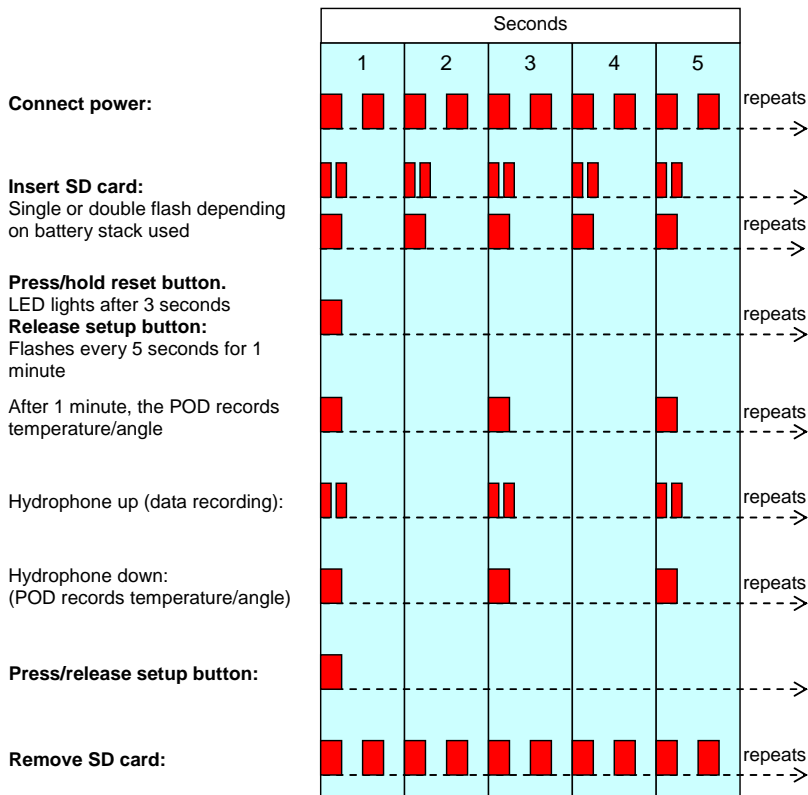 Seconds
1 2 3 4 5
Connect power:
repeats
Insert SD card:
Single or double flash depending
on battery stack used
repeats
Press/hold reset button.
LED lights after 3 seconds
Release setup button:
Flashes every 5 seconds for 1
minute
repeats
After 1 minute, the POD records
temperature/angle
repeats
Hydrophone up (data recording):
repeats
Hydrophone down:
(POD records temperature/angle)
repeats
Press/release setup button:
Remove SD card:
repeats